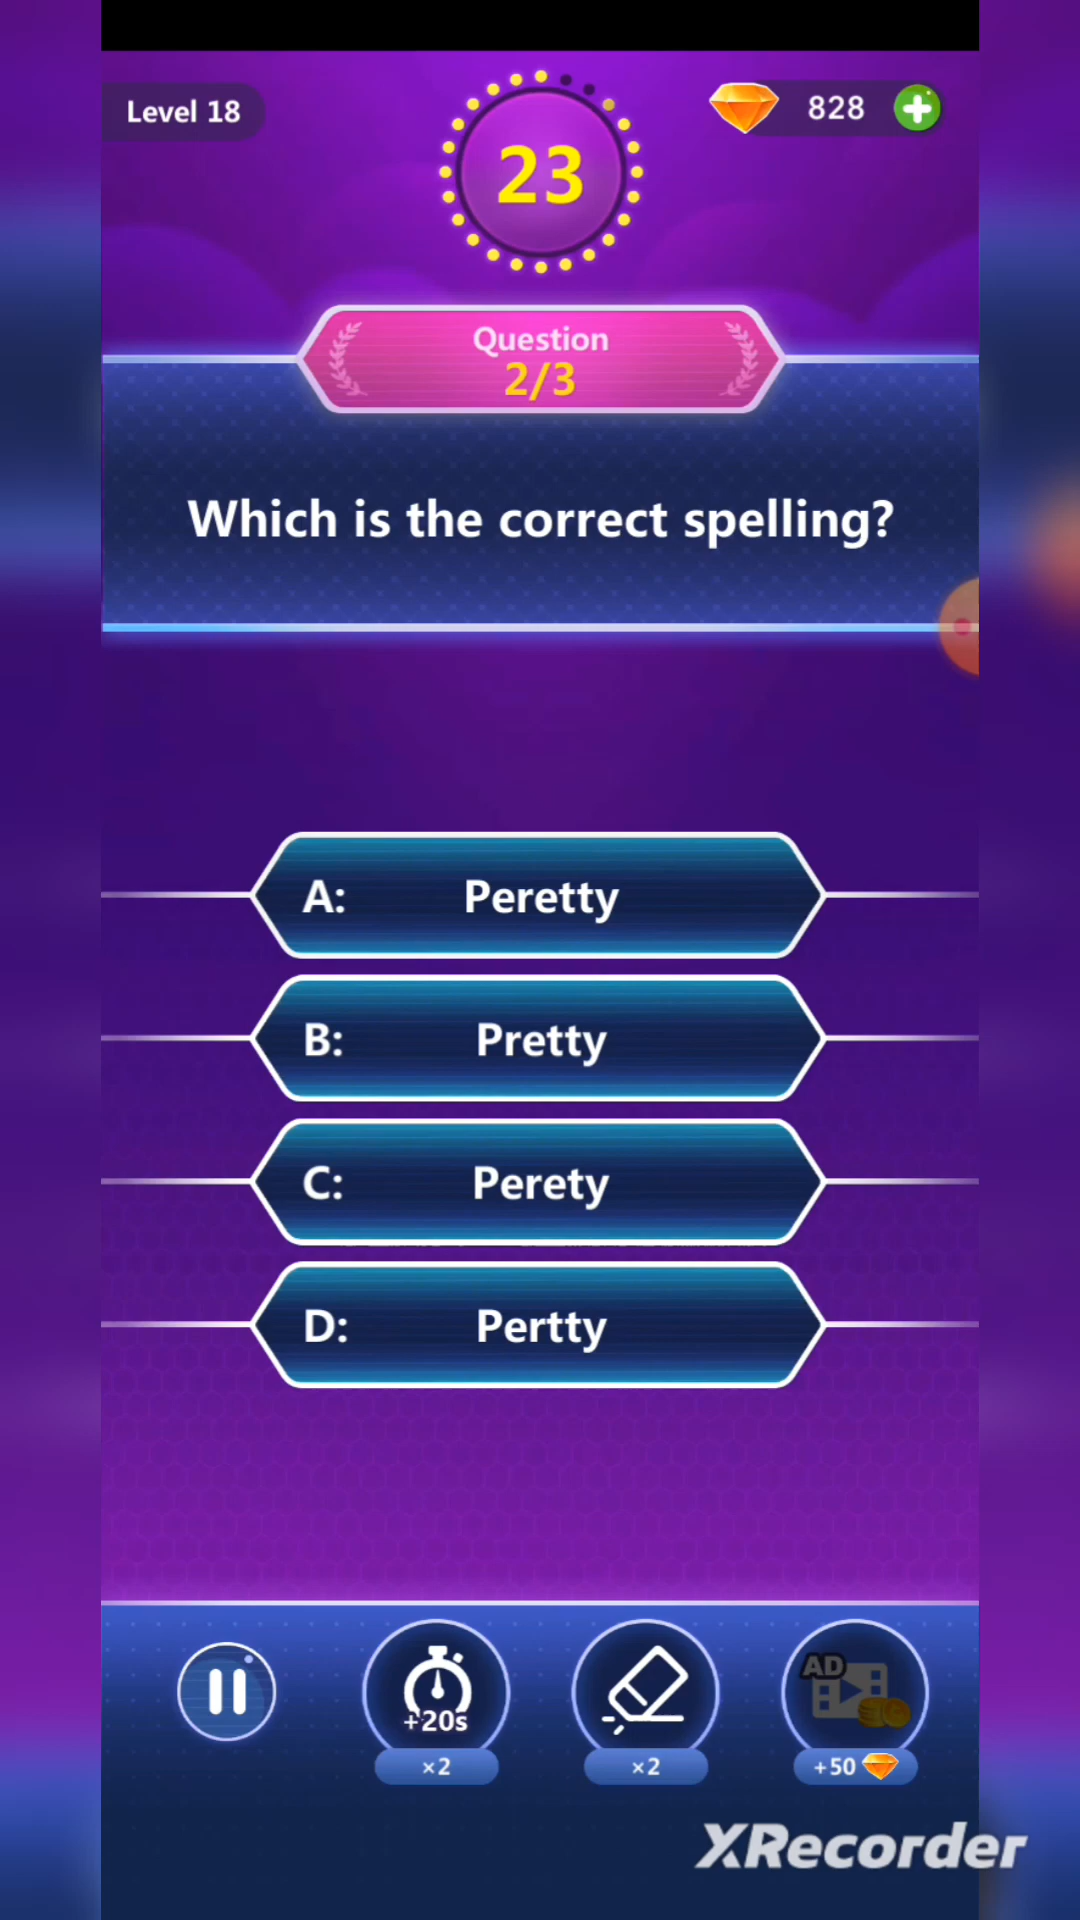 Level 18
23
828
Question
2/3
Which is the correct spelling?
A: Peretty
B: Pretty
C: Perety
D: Pertty
+20s
AD
×2
×2
+50
XRecorder